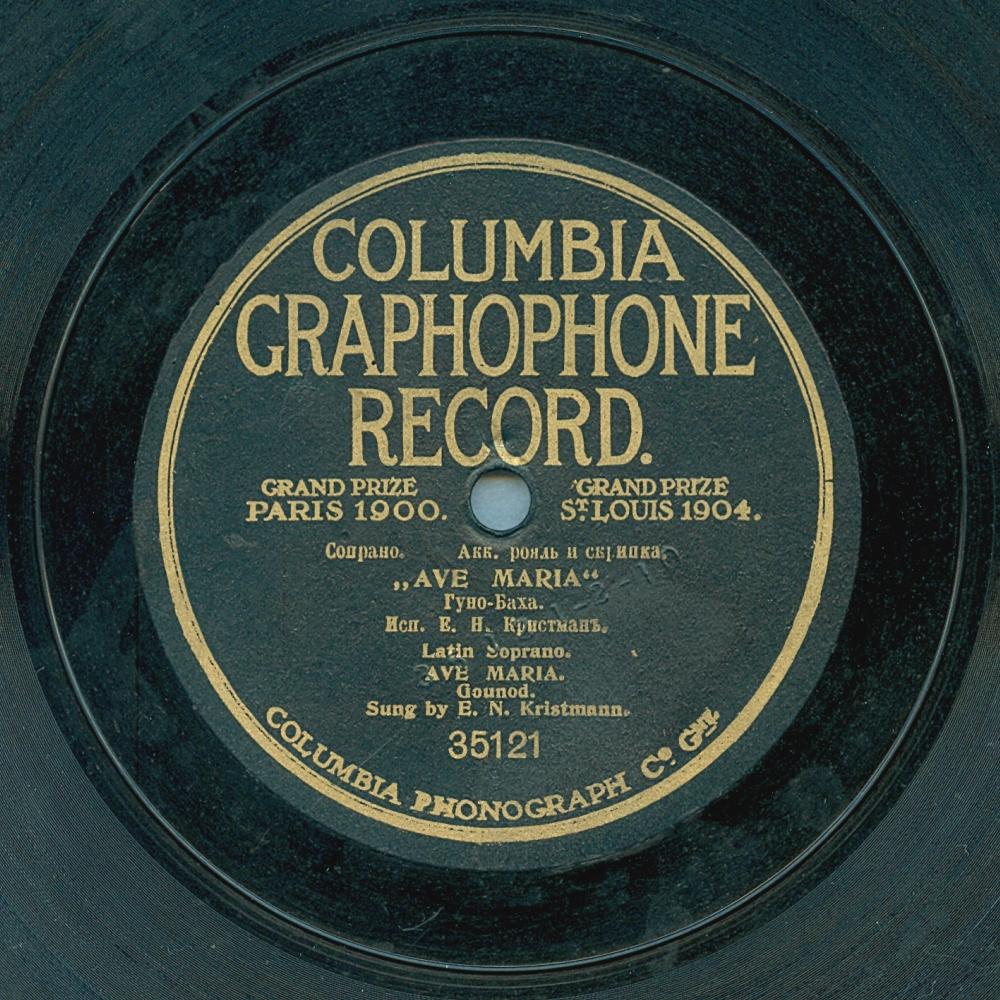 COLUMBIA
GRAPHOPHONE
RECORD.
GRAND PRIZE
PARIS 1900.
GRAND PRIZE
ST. LOUIS 1904.
Сопрано. Акк. рояль и скрипка.
„AVE MARIA“
Гуно-Баха.
Исп. Е. Н. Кристманъ.
Latin Soprano.
AVE MARIA.
Gounod.
Sung by E. N. Kristmann.
35121
COLUMBIA PHONOGRAPH Co. GenL